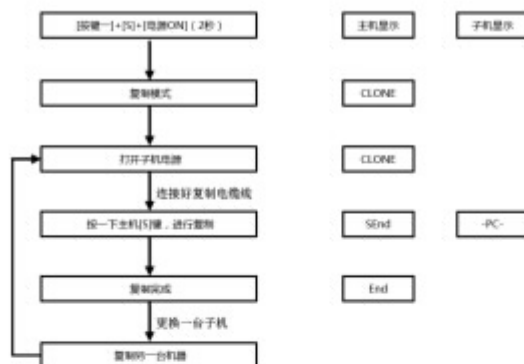 [按键一]+[S]+[电源ON]（2秒） 主机显示 子机显示
复制模式 CLONE
打开子机电源 CLONE
连接好复制电缆线
按一下主机[S]键，进行复制 SEnd -PC-
复制完成 End
更换一台子机
复制另一台机器